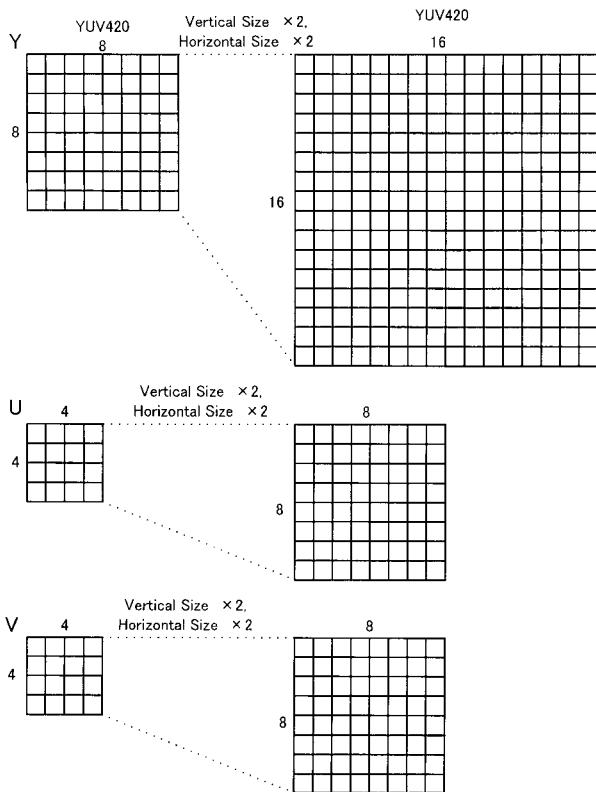 YUV420
Vertical Size ×2,
Horizontal Size ×2
YUV420
Y
8
16
8
16
U
Vertical Size ×2,
Horizontal Size ×2
4
8
4
8
V
Vertical Size ×2,
Horizontal Size ×2
4
8
4
8